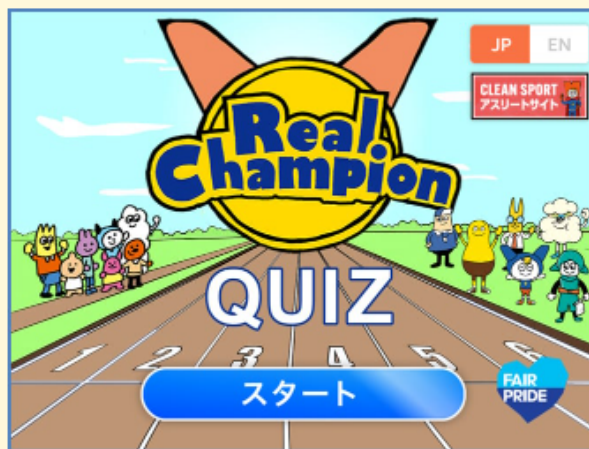 JP EN
CLEAN SPORT
アスリートサイト
Real
Champion
QUIZ
1 2 3 4 5 6
スタート
FAIR
PRIDE